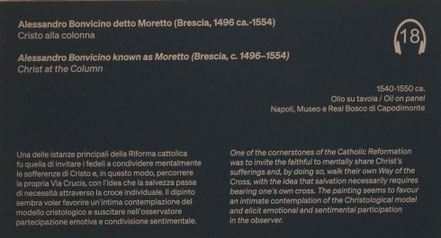 Alessandro Bonvicino detto Moretto (Brescia, 1496 ca.-1554)
Cristo alla colonna
Alessandro Bonvicino known as Moretto (Brescia, c. 1496–1554)
Christ at the Column
18
1540-1550 ca.
Olio su tavola / Oil on panel
Napoli, Museo e Real Bosco di Capodimonte
Una delle istanze principali della Riforma cattolica
fu quella di invitare i fedeli a condividere mentalmente
le sofferenze di Cristo e, in questo modo, percorrere
la propria Via Crucis, con l'idea che la salvezza passa
di necessità attraverso la croce individuale. Il dipinto
sembra voler favorire un'intima contemplazione del
modello cristologico e suscitare nell'osservatore
partecipazione emotiva e condivisione sentimentale.
One of the cornerstones of the Catholic Reformation
was to invite the faithful to mentally share Christ's
sufferings and, by doing so, walk their own Way of the
Cross, with the idea that salvation necessarily requires
bearing one's own cross. The painting seems to favour
an intimate contemplation of the Christological model
and elicit emotional and sentimental participation
in the observer.